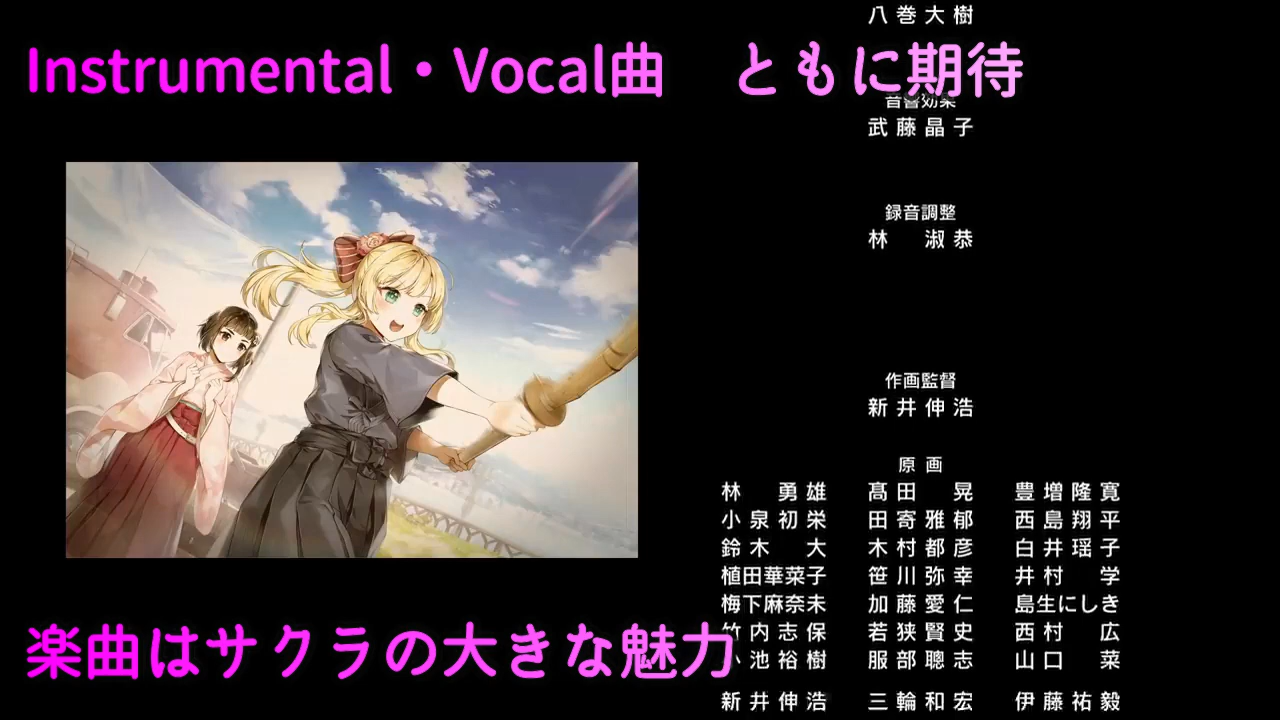 八巻大樹
Instrumental・Vocal曲　ともに期待
音響効果
武藤晶子
録音調整
林　淑恭
作画監督
新井伸浩
原画
林　勇雄　髙田　晃　豊増隆寛
小泉初栄　田寄雅郁　西島翔平
鈴木　大　木村都彦　白井瑶子
植田華菜子　笹川弥幸　井村　学
梅下麻奈未　加藤愛仁　島生にしき
竹内志保　若狭賢史　西村　広
楽曲はサクラの大きな魅力
小池裕樹　服部聰志　山口　菜
新井伸浩　三輪和宏　伊藤祐毅